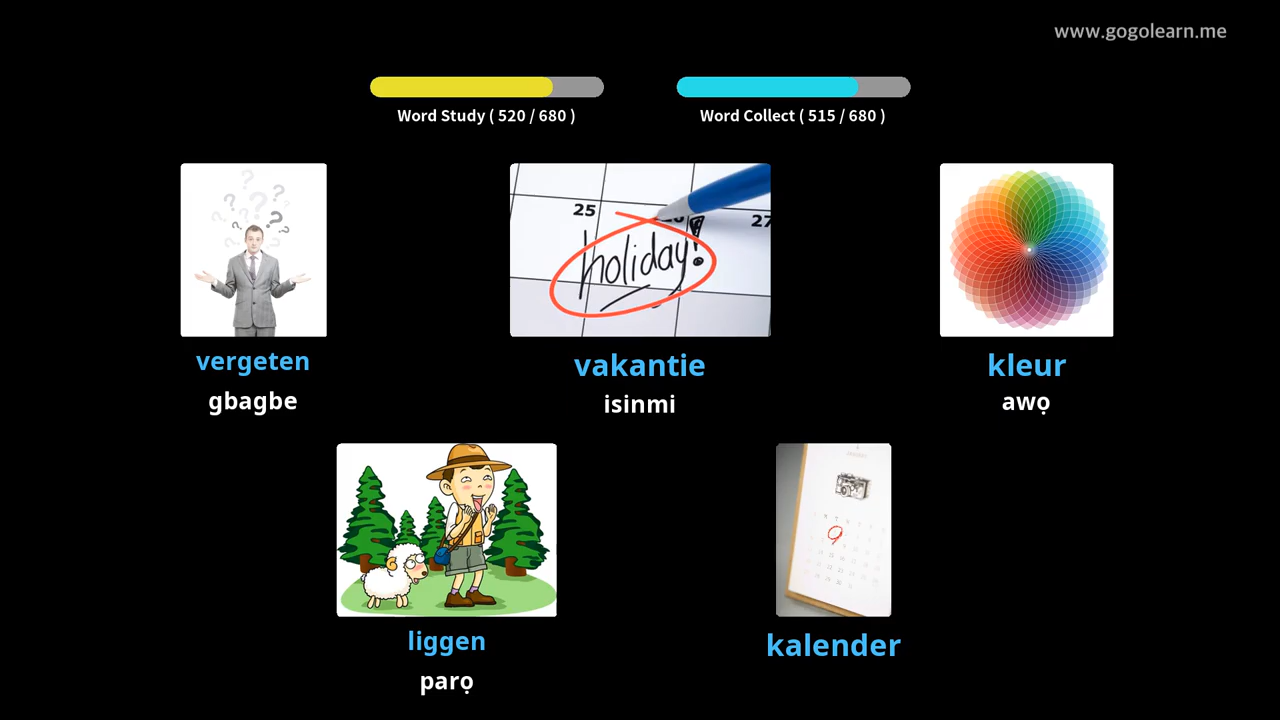 www.gogolearn.me
Word Study ( 520 / 680 )
Word Collect ( 515 / 680 )
25
27
holiday!
vergeten
gbagbe
vakantie
isinmi
kleur
awọ
liggen
parọ
kalender